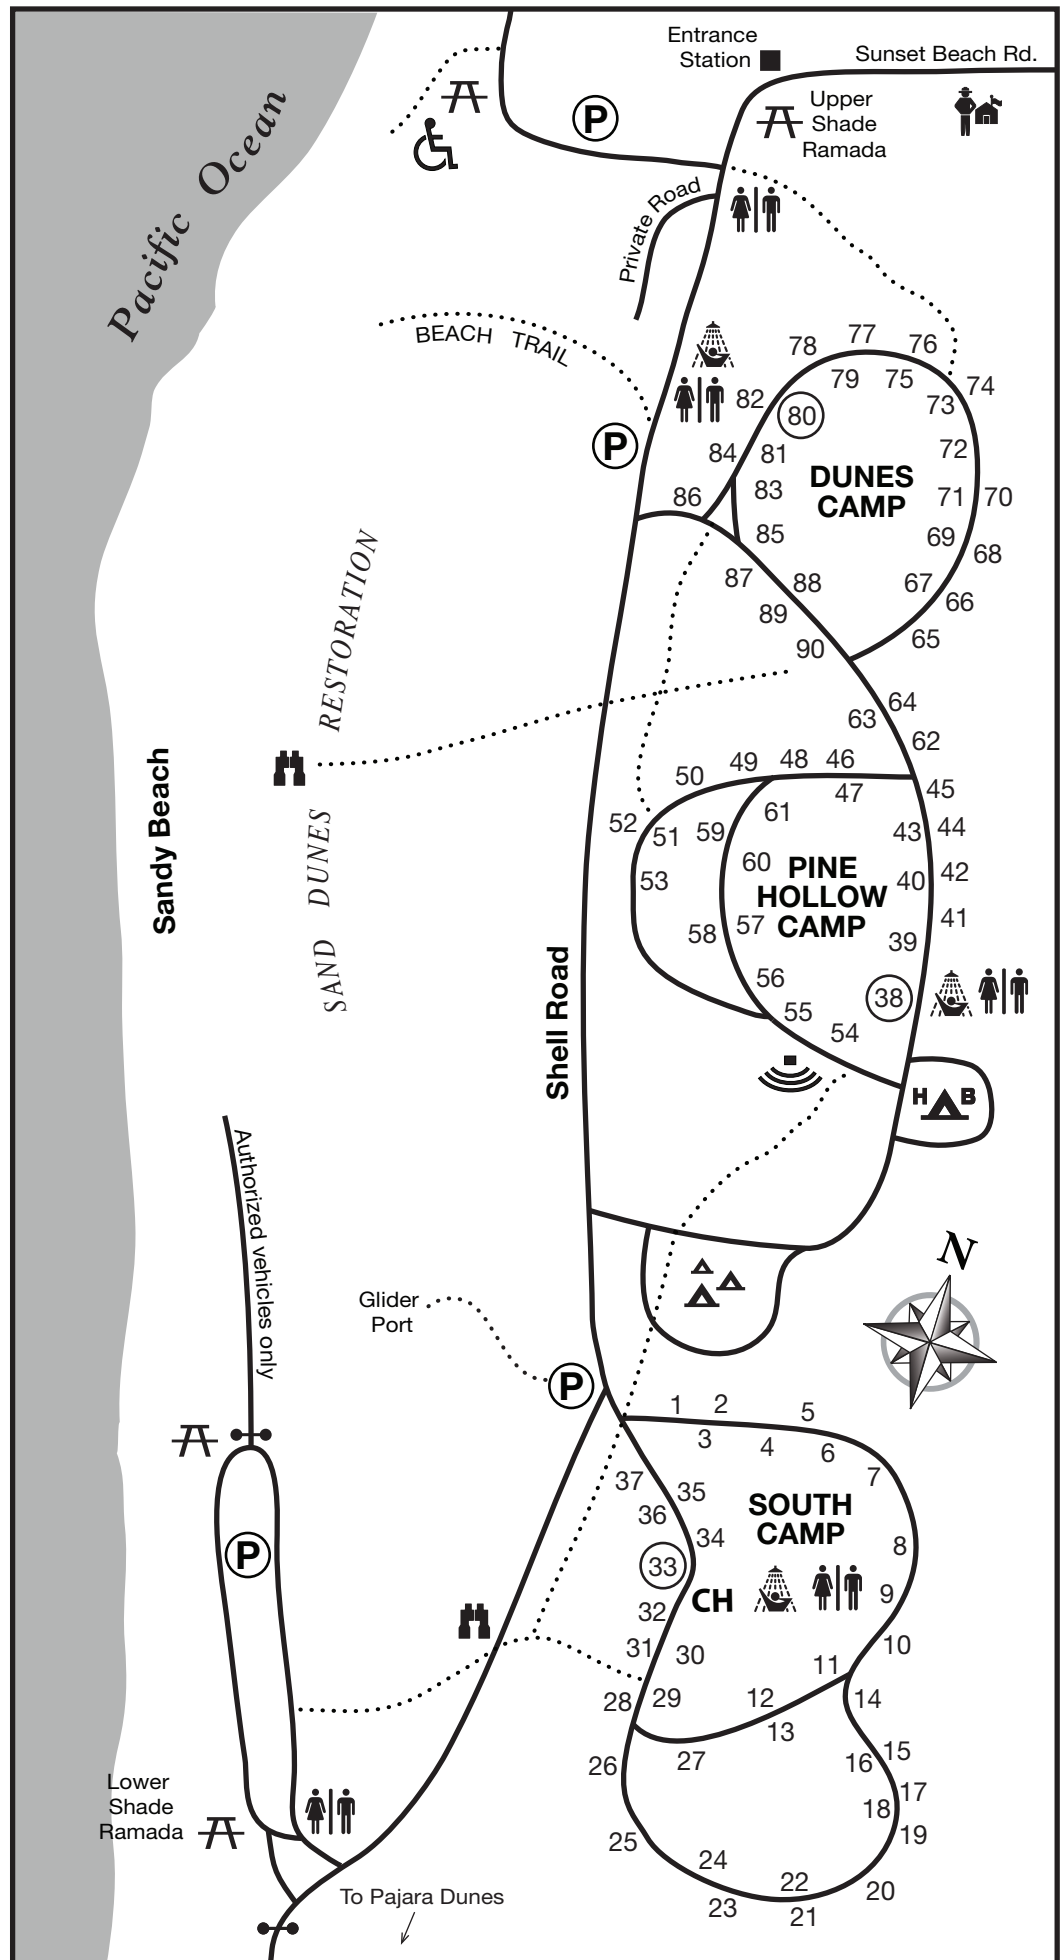 Entrance
Station
Sunset Beach Rd.
P
Upper
Shade
Ramada
Pacific Ocean
Private Road
BEACH TRAIL
P
78
77
76
79
75
74
73
82
80
84
81
72
DUNES
CAMP
83
71
70
86
85
69
68
87
88
67
66
89
65
90
RESTORATION
64
63
62
49
48
46
50
47
45
61
52
51
59
43
44
Sandy Beach
SAND DUNES
60
PINE
HOLLOW
CAMP
53
40
42
57
41
58
39
56
38
55
54
Shell Road
H B
Authorized vehicles only
N
Glider
Port
P
1
2
5
3
4
6
7
37
35
SOUTH
CAMP
36
34
8
P
33
CH
9
32
31
30
10
11
28
29
12
14
13
26
27
16
15
17
Lower
Shade
Ramada
18
19
25
24
22
20
23
21
To Pajara Dunes